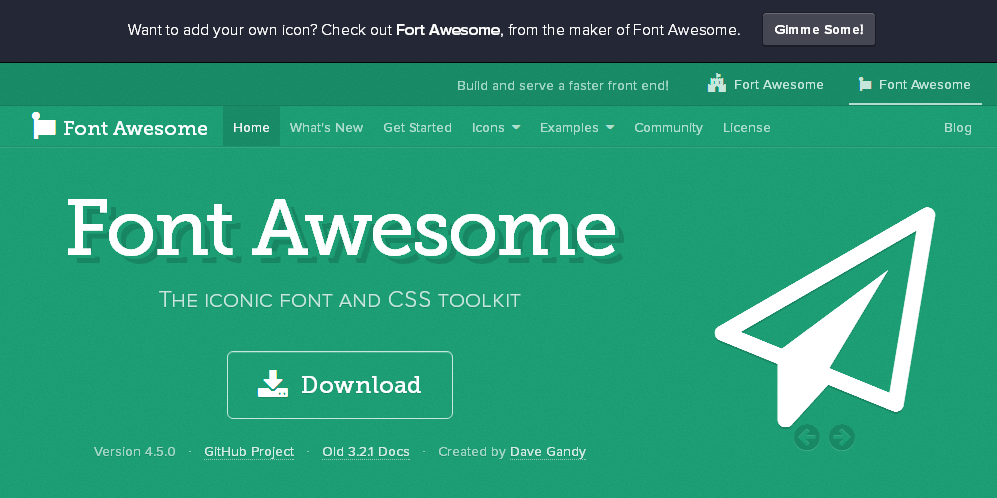 Want to add your own icon? Check out Fort Awesome, from the maker of Font Awesome. Gimme Some!
Build and serve a faster front end! Fort Awesome Font Awesome
Font Awesome Home What's New Get Started Icons Examples Community License Blog
Font Awesome
The iconic font and CSS toolkit
Download
Version 4.5.0 · GitHub Project · Old 3.2.1 Docs · Created by Dave Gandy